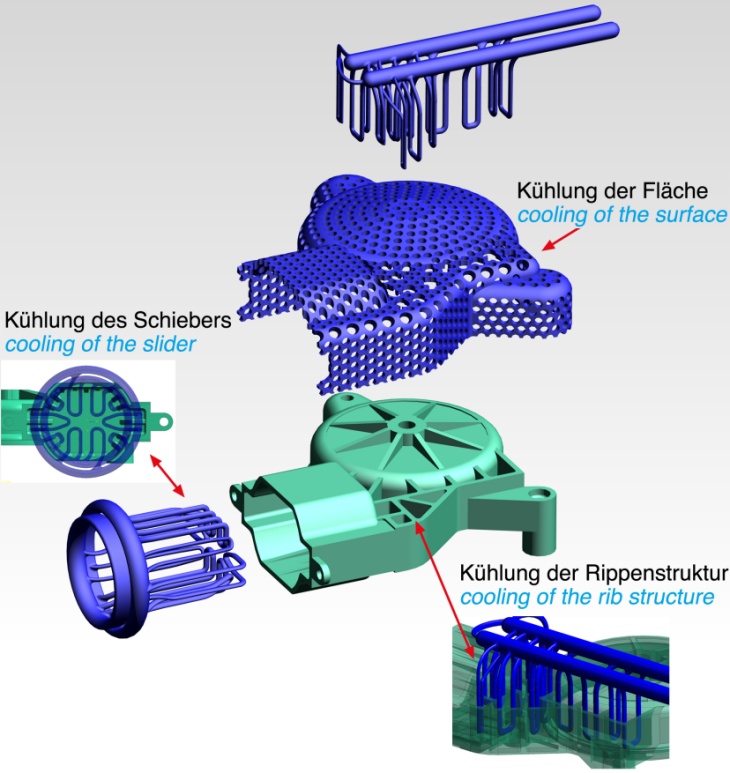 Kühlung der Fläche
cooling of the surface
Kühlung des Schiebers
cooling of the slider
Kühlung der Rippenstruktur
cooling of the rib structure